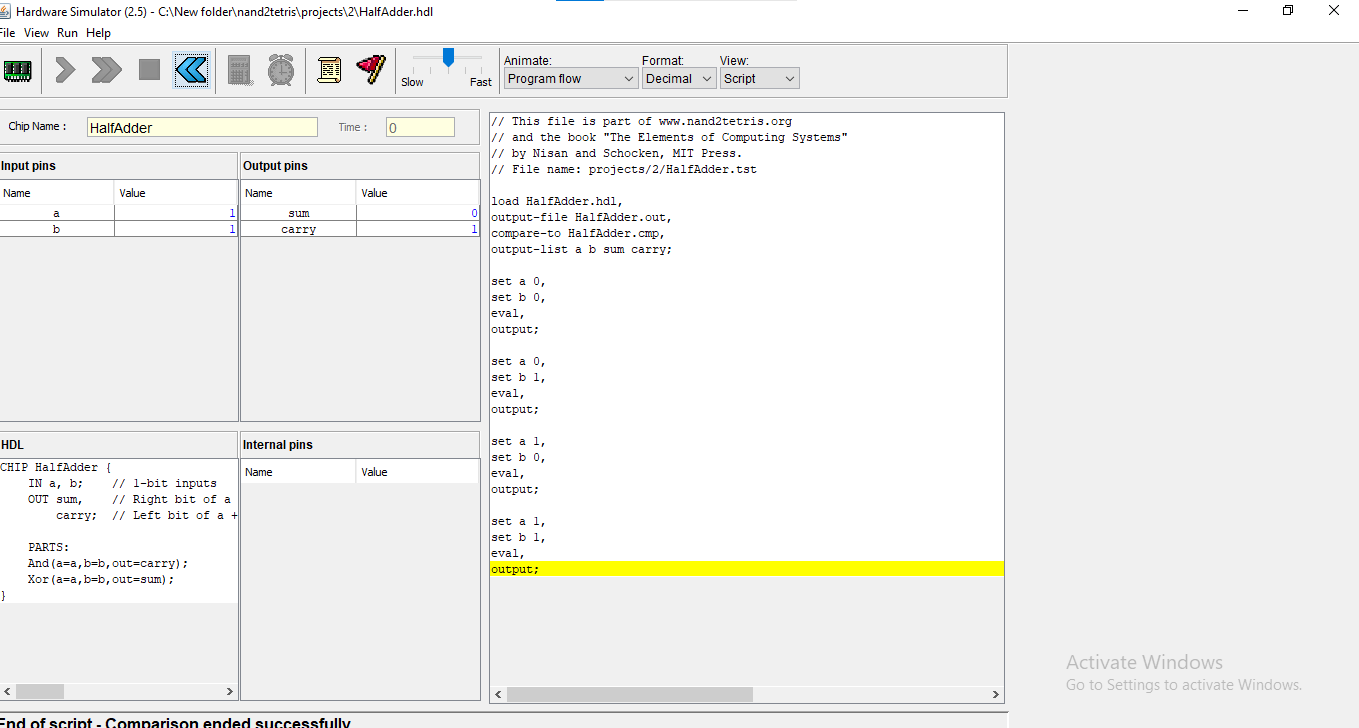 Hardware Simulator (2.5) - C:\New folder\nand2tetris\projects\2\HalfAdder.hdl
File View Run Help
Slow Fast
Animate: Format: View:
Program flow Decimal Script
Chip Name : HalfAdder Time : 0
Input pins
Name Value
a 1
b 1
Output pins
Name Value
sum 0
carry 1
HDL
CHIP HalfAdder {
IN a, b; // 1-bit inputs
OUT sum, // Right bit of a
carry; // Left bit of a +
PARTS:
And(a=a,b=b,out=carry);
Xor(a=a,b=b,out=sum);
}
Internal pins
Name Value
// This file is part of www.nand2tetris.org
// and the book "The Elements of Computing Systems"
// by Nisan and Schocken, MIT Press.
// File name: projects/2/HalfAdder.tst
load HalfAdder.hdl,
output-file HalfAdder.out,
compare-to HalfAdder.cmp,
output-list a b sum carry;
set a 0,
set b 0,
eval,
output;
set a 0,
set b 1,
eval,
output;
set a 1,
set b 0,
eval,
output;
set a 1,
set b 1,
eval,
output;
Activate Windows
Go to Settings to activate Windows.
End of script - Comparison ended successfully